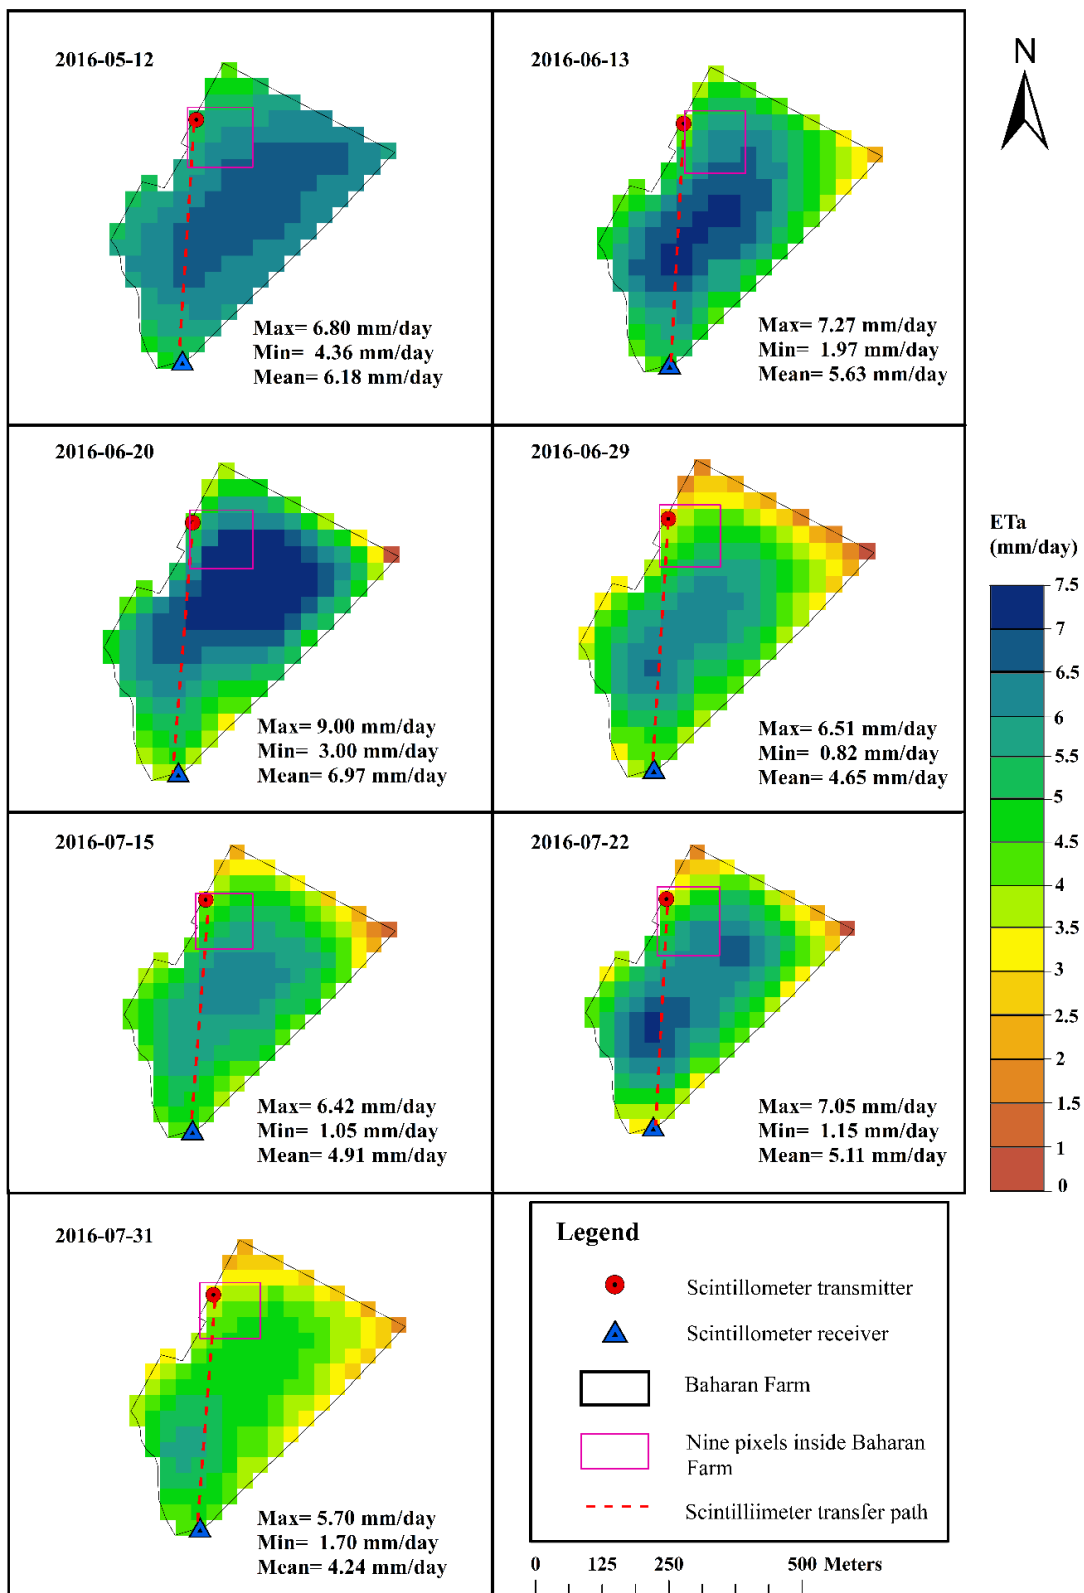 2016-05-12
Max= 6.80 mm/day
Min= 4.36 mm/day
Mean= 6.18 mm/day
2016-06-13
Max= 7.27 mm/day
Min= 1.97 mm/day
Mean= 5.63 mm/day
N
2016-06-20
Max= 9.00 mm/day
Min= 3.00 mm/day
Mean= 6.97 mm/day
2016-06-29
Max= 6.51 mm/day
Min= 0.82 mm/day
Mean= 4.65 mm/day
ETa
(mm/day)
7.5
7
6.5
6
5.5
5
4.5
4
3.5
3
2.5
2
1.5
1
0
2016-07-15
Max= 6.42 mm/day
Min= 1.05 mm/day
Mean= 4.91 mm/day
2016-07-22
Max= 7.05 mm/day
Min= 1.15 mm/day
Mean= 5.11 mm/day
2016-07-31
Max= 5.70 mm/day
Min= 1.70 mm/day
Mean= 4.24 mm/day
Legend
Scintillometer transmitter
Scintillometer receiver
Baharan Farm
Nine pixels inside Baharan
Farm
Scintilliimeter transfer path
0 125 250 500 Meters